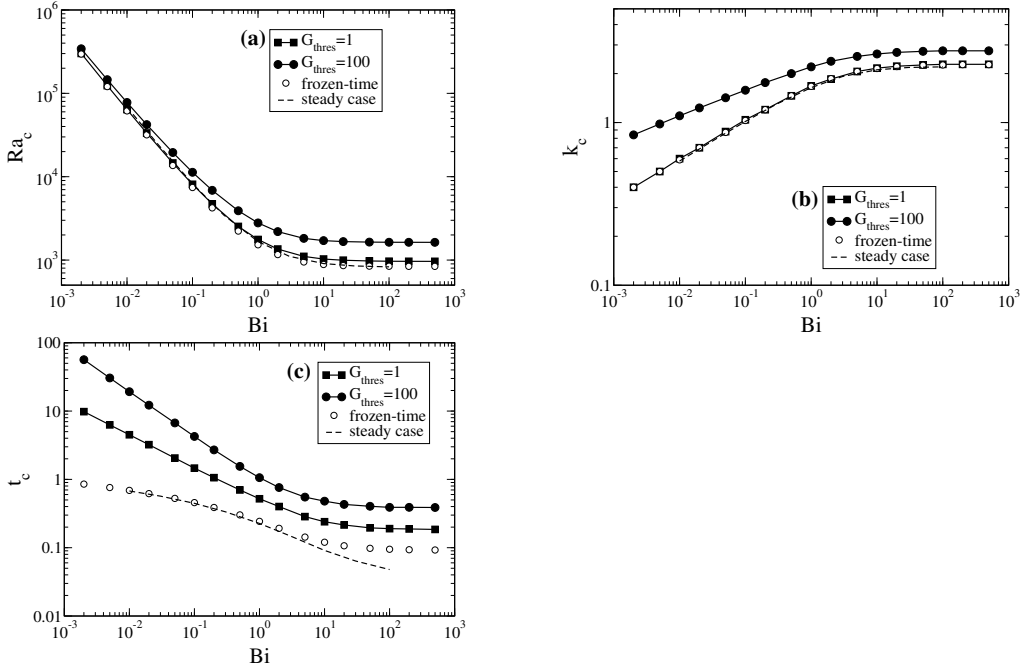 10^6
10^5
10^4
10^3
Ra_c
(a)
G_thres=1
G_thres=100
frozen-time
steady case
10^-3 10^-2 10^-1 10^0 10^1 10^2 10^3
Bi
1
0.1
k_c
(b)
G_thres=1
G_thres=100
frozen-time
steady case
10^-3 10^-2 10^-1 10^0 10^1 10^2 10^3
Bi
100
10
1
0.1
0.01
t_c
(c)
G_thres=1
G_thres=100
frozen-time
steady case
10^-3 10^-2 10^-1 10^0 10^1 10^2 10^3
Bi